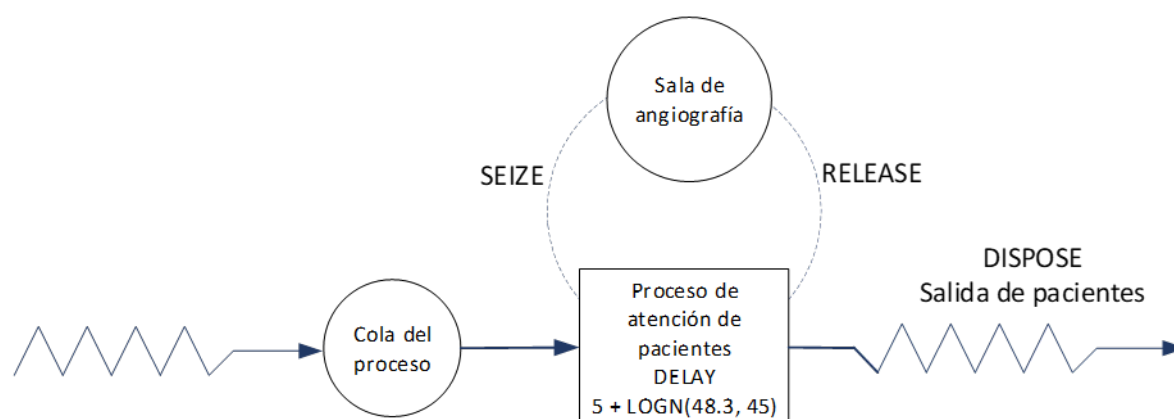 Sala de
angiografía
SEIZE
RELEASE
DISPOSE
Salida de pacientes
Cola del
proceso
Proceso de
atención de
pacientes
DELAY
5 + LOGN(48.3, 45)